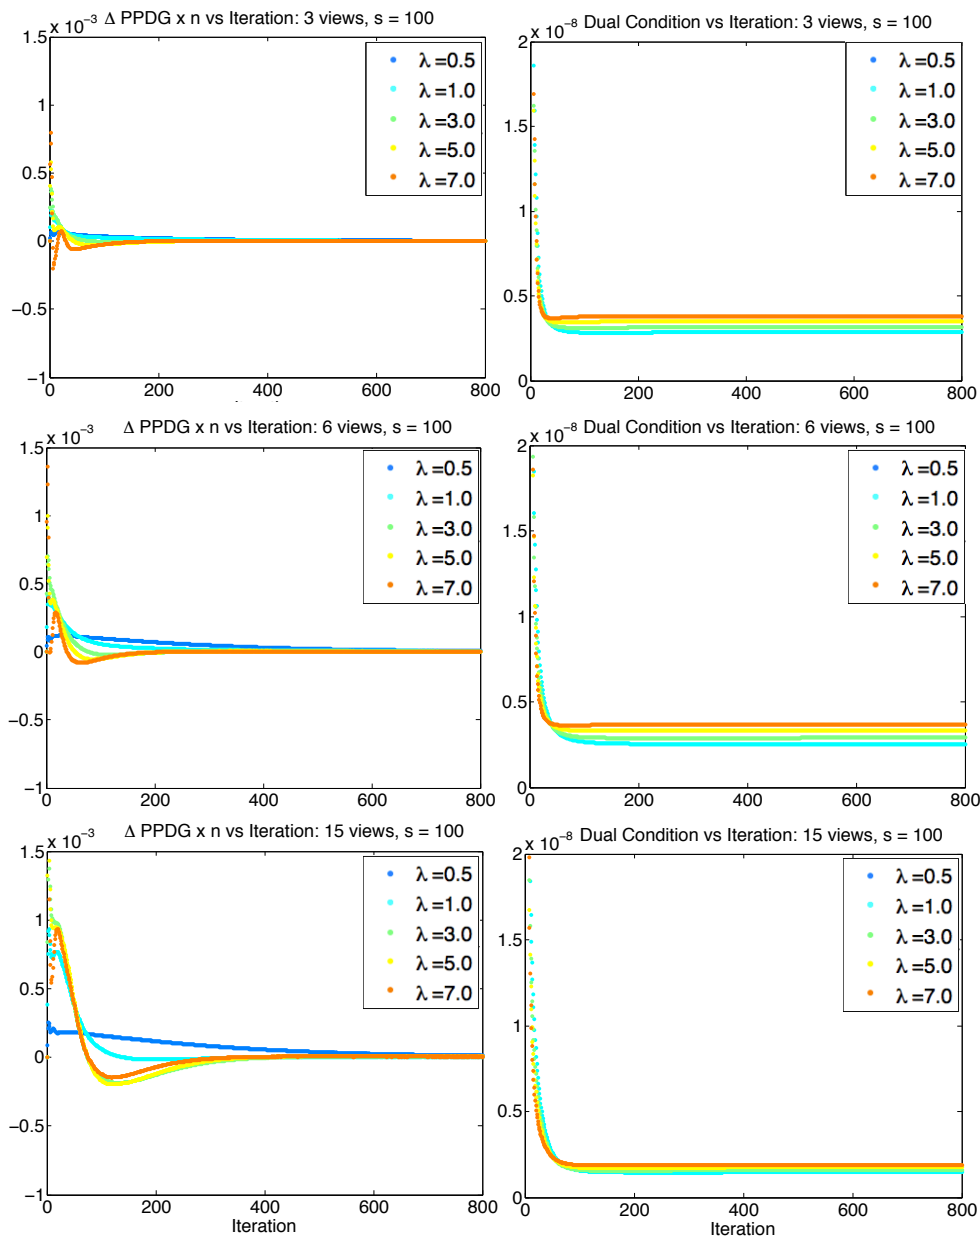 x 10⁻³ Δ PPDG x n vs Iteration: 3 views, s = 100
1.5
1
0.5
0
−0.5
−1
0
200
400
600
800
λ=0.5
λ=1.0
λ=3.0
λ=5.0
λ=7.0
x 10⁻⁸ Dual Condition vs Iteration: 3 views, s = 100
2
1.5
1
0.5
0
0
200
400
600
800
λ=0.5
λ=1.0
λ=3.0
λ=5.0
λ=7.0
x 10⁻³ Δ PPDG x n vs Iteration: 6 views, s = 100
1.5
1
0.5
0
−0.5
−1
0
200
400
600
800
λ=0.5
λ=1.0
λ=3.0
λ=5.0
λ=7.0
x 10⁻⁸ Dual Condition vs Iteration: 6 views, s = 100
2
1.5
1
0.5
0
0
200
400
600
800
λ=0.5
λ=1.0
λ=3.0
λ=5.0
λ=7.0
x 10⁻³ Δ PPDG x n vs Iteration: 15 views, s = 100
1.5
1
0.5
0
−0.5
−1
0
200
400
600
800
Iteration
λ=0.5
λ=1.0
λ=3.0
λ=5.0
λ=7.0
x 10⁻⁸ Dual Condition vs Iteration: 15 views, s = 100
2
1.5
1
0.5
0
0
200
400
600
800
Iteration
λ=0.5
λ=1.0
λ=3.0
λ=5.0
λ=7.0